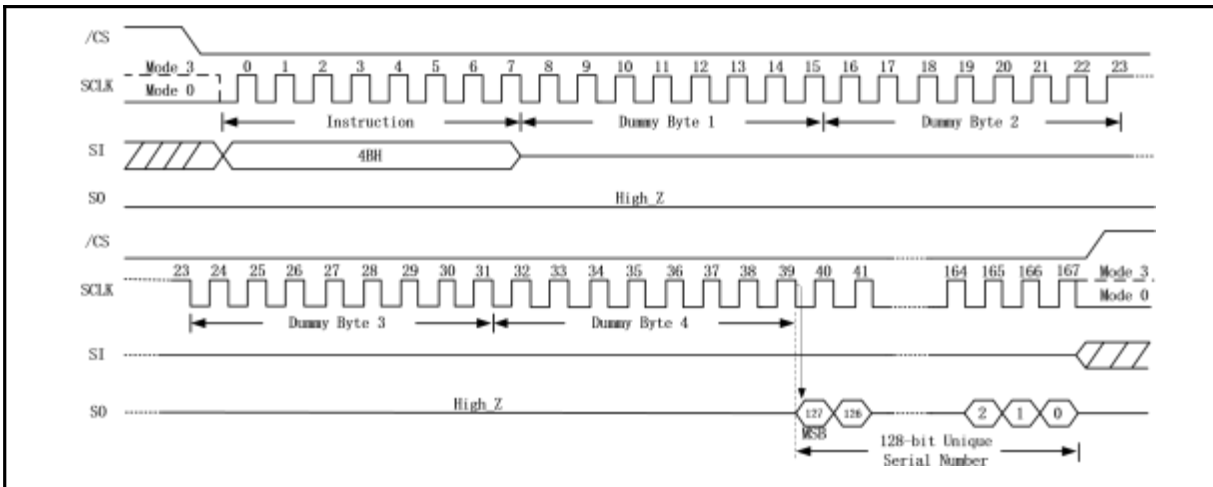 /CS
Mode 3 0 1 2 3 4 5 6 7 8 9 10 11 12 13 14 15 16 17 18 19 20 21 22 23
SCLK
Mode 0
Instruction Dummy Byte 1 Dummy Byte 2
SI 4BH
SO High_Z
/CS
23 24 25 26 27 28 29 30 31 32 33 34 35 36 37 38 39 40 41 164 165 166 167 Mode 3
SCLK
Mode 0
Dummy Byte 3 Dummy Byte 4
SI
SO High_Z 127 126 2 1 0
MSB
128-bit Unique
Serial Number